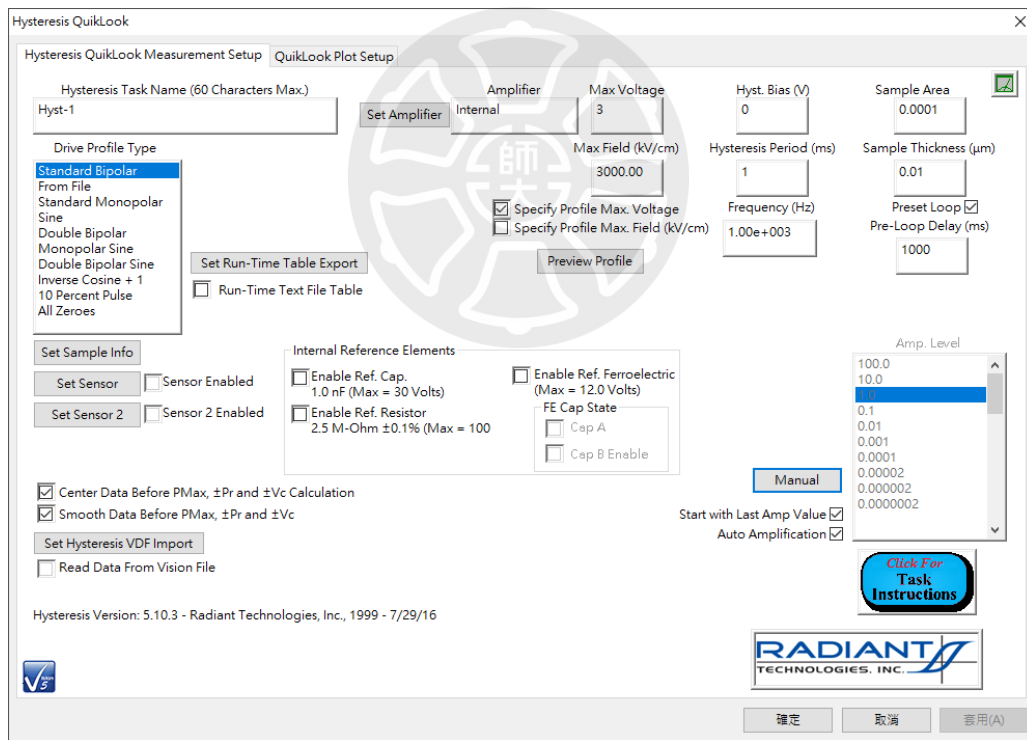 Hysteresis QuikLook
Hysteresis QuikLook Measurement Setup
QuikLook Plot Setup
Hysteresis Task Name (60 Characters Max.)
Hyst-1
Set Amplifier
Amplifier
Internal
Max Voltage
3
Hyst. Bias (V)
0
Sample Area
0.0001
Drive Profile Type
Standard Bipolar
From File
Standard Monopolar
Sine
Double Bipolar
Monopolar Sine
Double Bipolar Sine
Inverse Cosine + 1
10 Percent Pulse
All Zeroes
Max Field (kV/cm)
3000.00
Hysteresis Period (ms)
1
Sample Thickness (µm)
0.01
Specify Profile Max. Voltage
Specify Profile Max. Field (kV/cm)
Frequency (Hz)
1.00e+003
Preset Loop
Pre-Loop Delay (ms)
1000
Set Run-Time Table Export
Run-Time Text File Table
Preview Profile
師大
Set Sample Info
Set Sensor
Sensor Enabled
Set Sensor 2
Sensor 2 Enabled
Internal Reference Elements
Enable Ref. Cap.
1.0 nF (Max = 30 Volts)
Enable Ref. Resistor
2.5 M-Ohm ±0.1% (Max = 100
Enable Ref. Ferroelectric
(Max = 12.0 Volts)
FE Cap State
Cap A
Cap B Enable
Amp. Level
100.0
10.0
1.0
0.1
0.01
0.001
0.0001
0.00002
0.000002
0.0000002
Manual
Start with Last Amp Value
Auto Amplification
Center Data Before PMax, ±Pr and ±Vc Calculation
Smooth Data Before PMax, ±Pr and ±Vc
Set Hysteresis VDF Import
Read Data From Vision File
Click For
Task
Instructions
Hysteresis Version: 5.10.3 - Radiant Technologies, Inc., 1999 - 7/29/16
RADIANT
TECHNOLOGIES, INC.
確定
取消
套用(A)